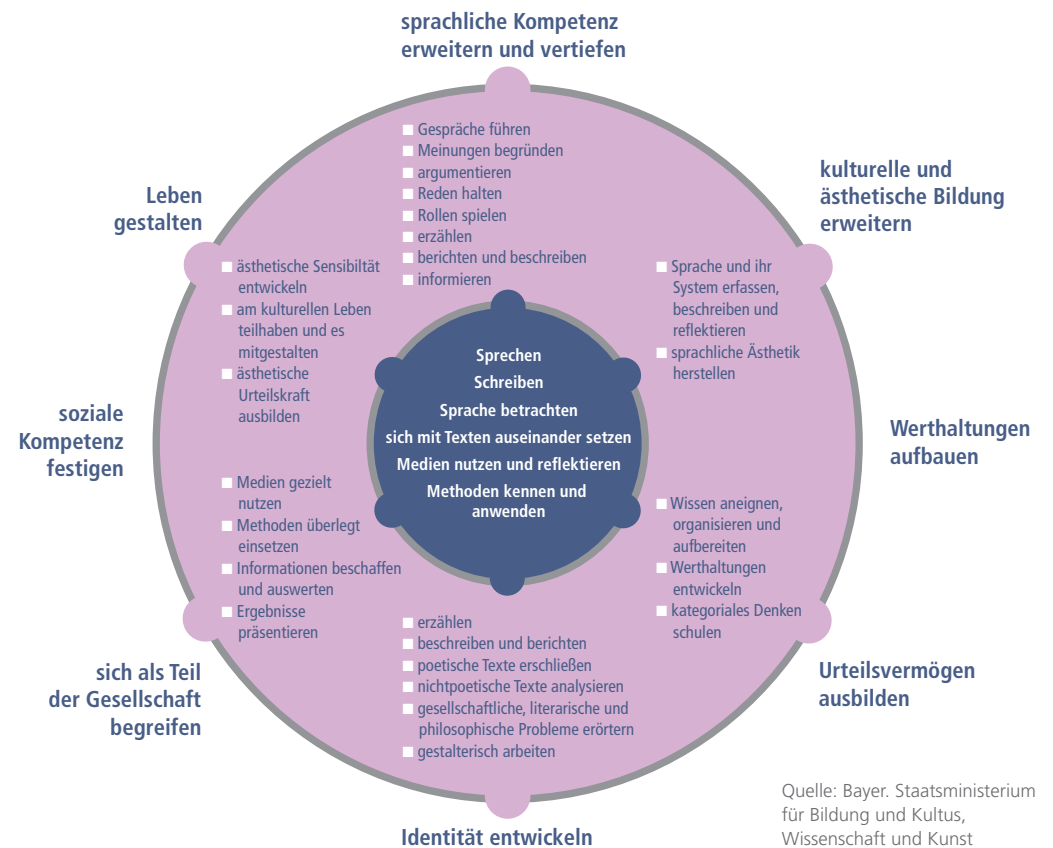 sprachliche Kompetenz
erweitern und vertiefen
Gespräche führen
Meinungen begründen
argumentieren
Reden halten
Rollen spielen
erzählen
berichten und beschreiben
informieren
kulturelle und
ästhetische Bildung
erweitern
Leben
gestalten
ästhetische Sensibiltät
entwickeln
am kulturellen Leben
teilhaben und es
mitgestalten
ästhetische
Urteilskraft
ausbilden
Sprache und ihr
System erfassen,
beschreiben und
reflektieren
sprachliche Ästhetik
herstellen
Sprechen
Schreiben
Sprache betrachten
sich mit Texten auseinander setzen
Medien nutzen und reflektieren
Methoden kennen und
anwenden
soziale
Kompetenz
festigen
Werthaltungen
aufbauen
Medien gezielt
nutzen
Methoden überlegt
einsetzen
Informationen beschaffen
und auswerten
Ergebnisse
präsentieren
Wissen aneignen,
organisieren und
aufbereiten
Werthaltungen
entwickeln
kategoriales Denken
schulen
erzählen
beschreiben und berichten
poetische Texte erschließen
nichtpoetische Texte analysieren
gesellschaftliche, literarische und
philosophische Probleme erörtern
gestalterisch arbeiten
sich als Teil
der Gesellschaft
begreifen
Urteilsvermögen
ausbilden
Identität entwickeln
Quelle: Bayer. Staatsministerium
für Bildung und Kultus,
Wissenschaft und Kunst